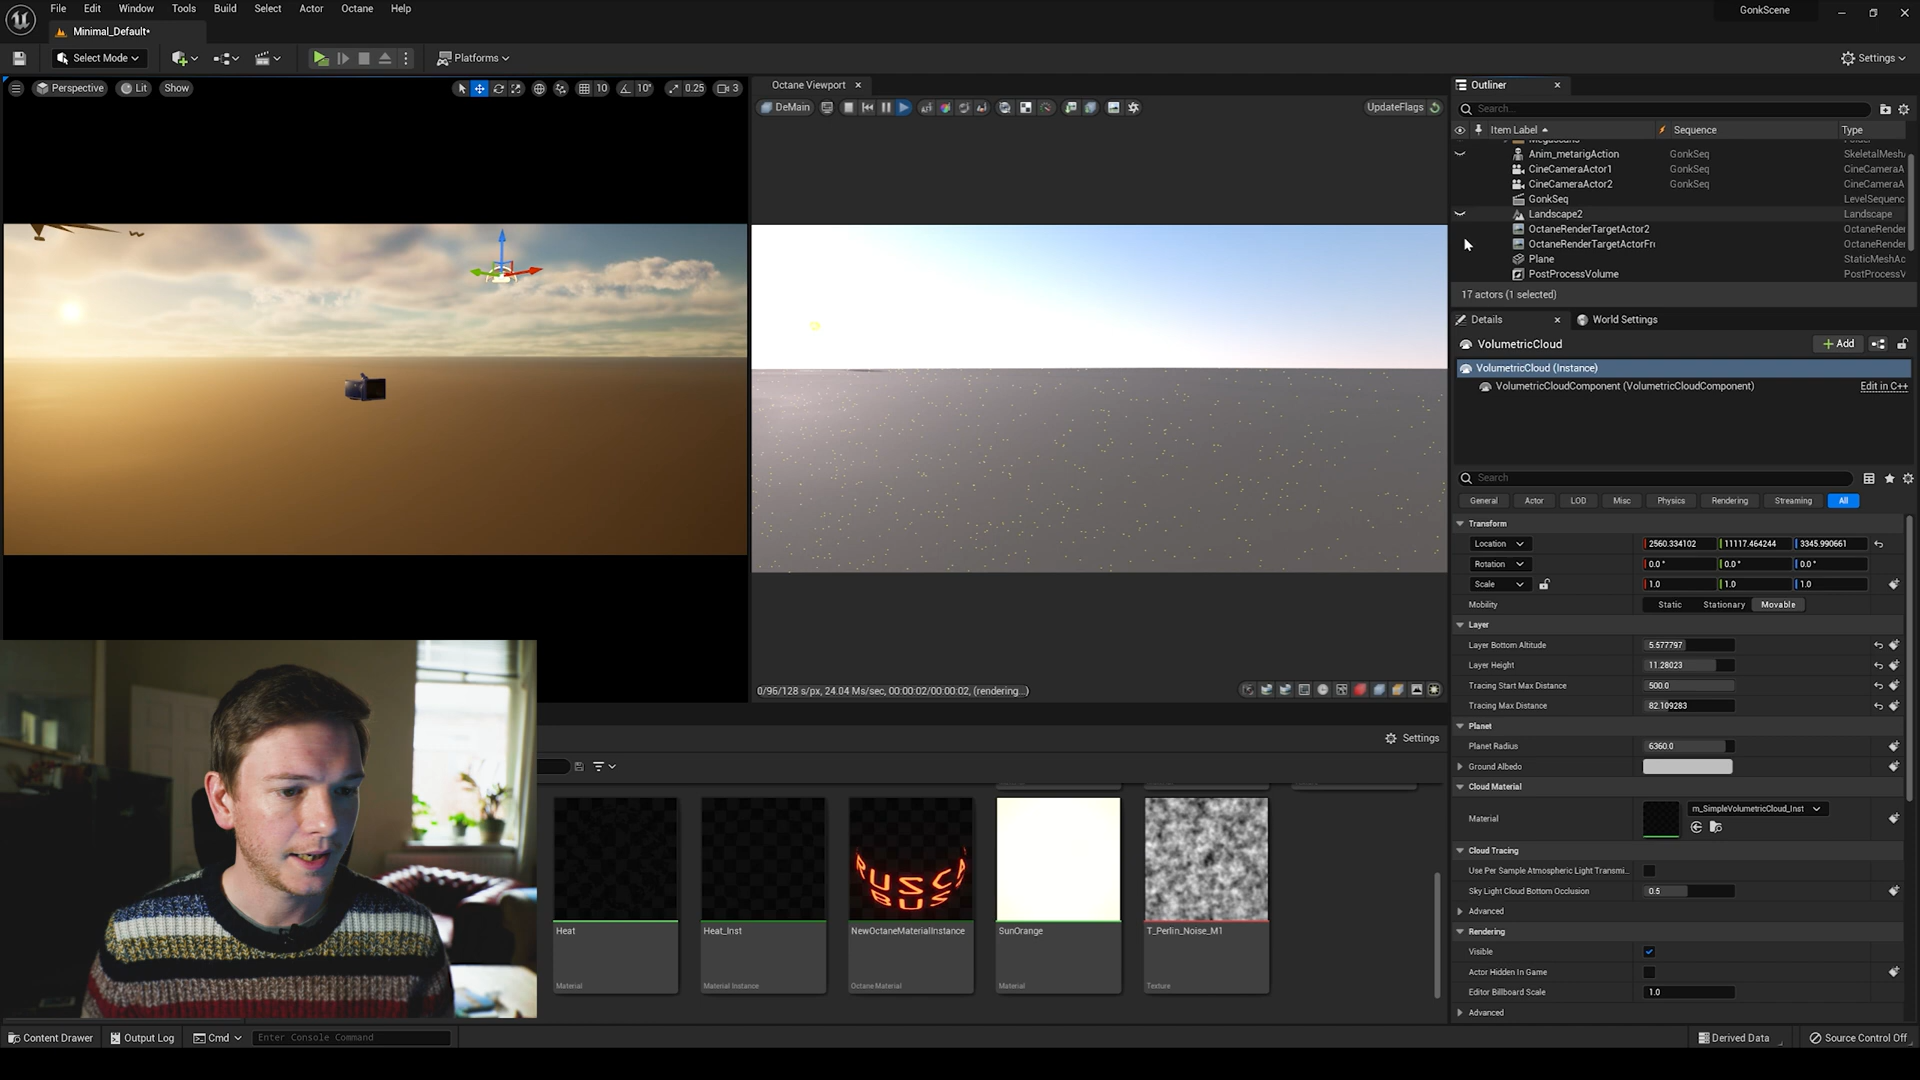 File Edit Window Tools Build Select Actor Octane Help
GonkScene
Minimal_Default*
Select Mode
Platforms
Settings
Perspective Lit Show
10 10° 0.25 3
Octane Viewport
DeMain
UpdateFlags
Outliner
Search...
Item Label Sequence Type
Anim_metarigAction GonkSeq SkeletalMeshA
CineCameraActor1 GonkSeq CineCameraA
CineCameraActor2 GonkSeq CineCameraA
GonkSeq LevelSequenc
Landscape2 Landscape
OctaneRenderTargetActor2 OctaneRender
OctaneRenderTargetActorFr OctaneRender
Plane StaticMeshAc
PostProcessVolume PostProcessV
17 actors (1 selected)
Details World Settings
VolumetricCloud
Add
VolumetricCloud (Instance)
VolumetricCloudComponent (VolumetricCloudComponent) Edit in C++
Search
General Actor LOD Misc Physics Rendering Streaming All
Transform
Location 2560.334102 11117.464244 3345.990661
Rotation 0.0° 0.0° 0.0°
Scale 1.0 1.0 1.0
Mobility Static Stationary Movable
Layer
Layer Bottom Altitude 5.577797
Layer Height 11.28023
Tracing Start Max Distance 500.0
Tracing Max Distance 82.109283
Planet
Planet Radius 6360.0
Ground Albedo
Cloud Material
Material m_SimpleVolumetricCloud_Inst
Cloud Tracing
Use Per Sample Atmospheric Light Transmi...
Sky Light Cloud Bottom Occlusion 0.5
Advanced
Rendering
Visible
Actor Hidden In Game
Editor Billboard Scale 1.0
Advanced
0/96/128 s/px, 24.04 Ms/sec, 00:00:02/00:00:02, (rendering...)
Settings
BUS
Heat
Material
Heat_Inst
Material Instance
NewOctaneMaterialInstance
Octane Material
SunOrange
Material
T_Perlin_Noise_M1
Texture
Content Drawer Output Log Cmd Enter Console Command
Derived Data Source Control Off